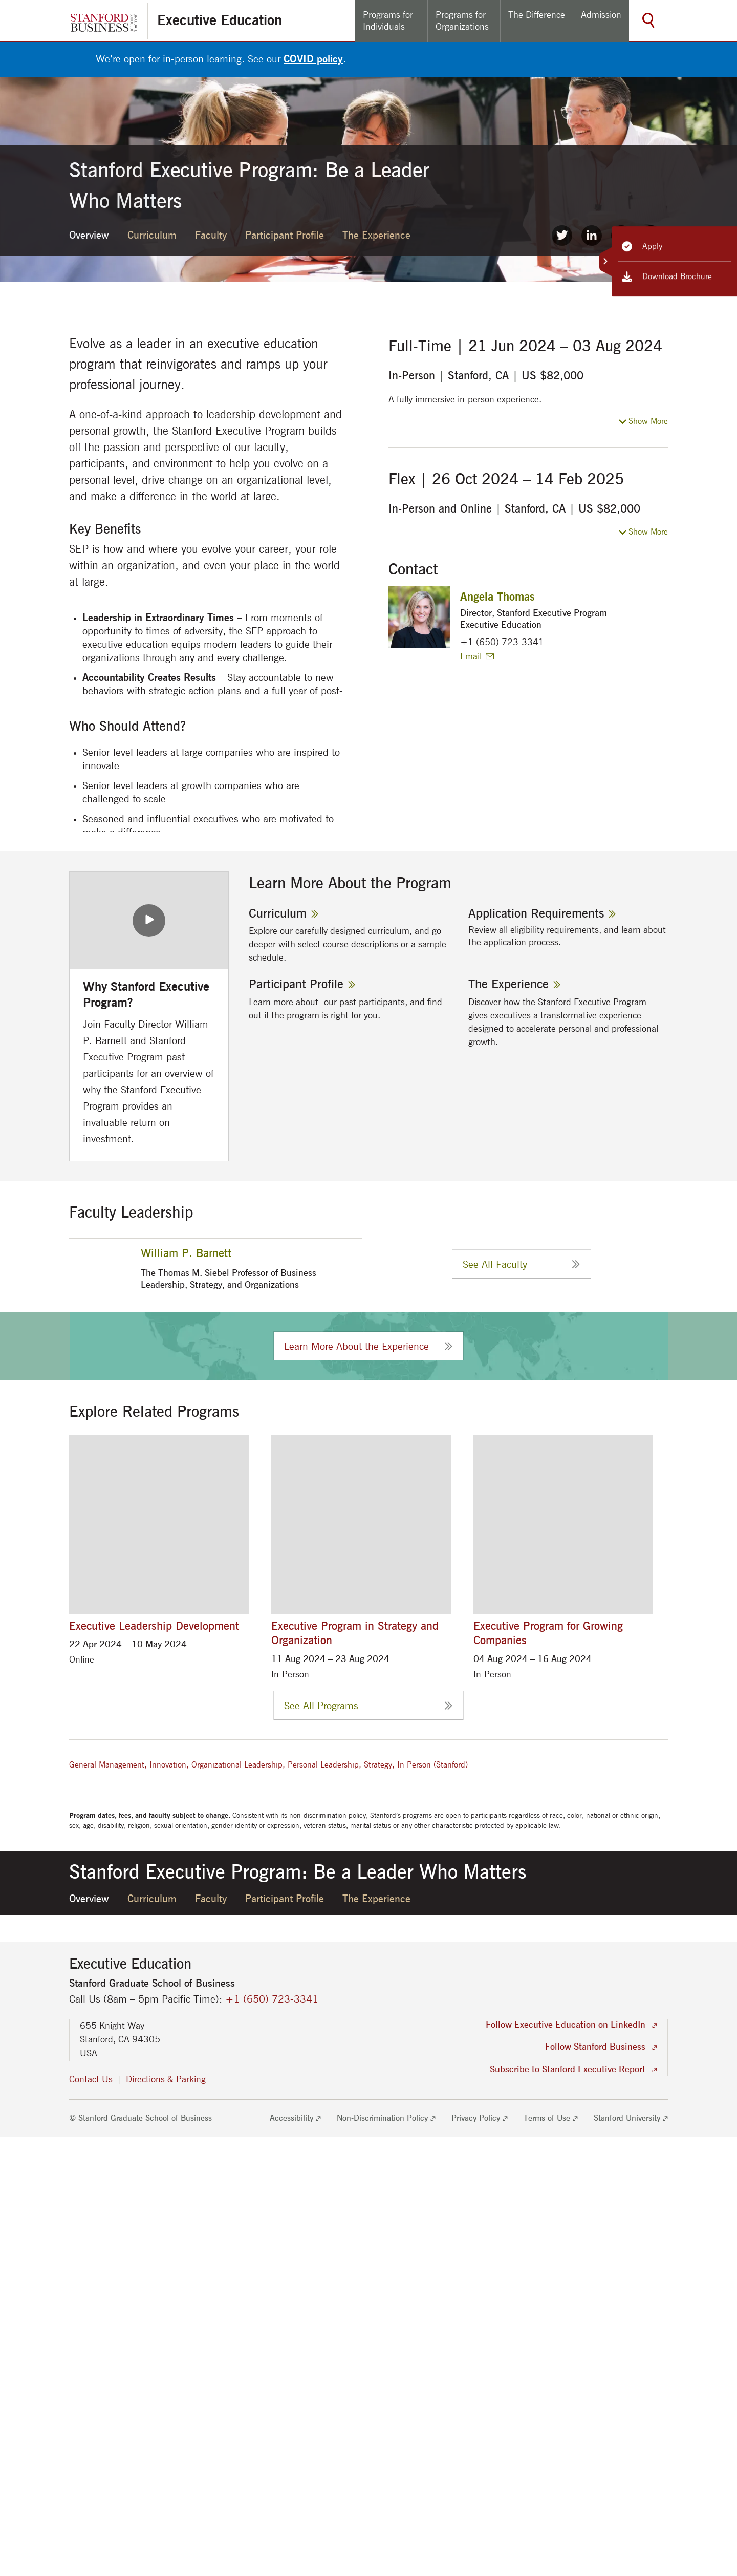 STANFORD
BUSINESS
Executive Education
Programs for
Individuals
Programs for
Organizations
The Difference
Admission
We're open for in-person learning. See our COVID policy.
Stanford Executive Program: Be a Leader
Who Matters
Overview
Curriculum
Faculty
Participant Profile
The Experience
Apply
Download Brochure
Evolve as a leader in an executive education
program that reinvigorates and ramps up your
professional journey.
A one-of-a-kind approach to leadership development and
personal growth, the Stanford Executive Program builds
off the passion and perspective of our faculty,
participants, and environment to help you evolve on a
personal level, drive change on an organizational level,
and make a difference in the world at large.
Key Benefits
SEP is how and where you evolve your career, your role
within an organization, and even your place in the world
at large.
• Leadership in Extraordinary Times – From moments of
opportunity to times of adversity, the SEP approach to
executive education equips modern leaders to guide their
organizations through any and every challenge.
• Accountability Creates Results – Stay accountable to new
behaviors with strategic action plans and a full year of post-
Who Should Attend?
• Senior-level leaders at large companies who are inspired to
innovate
• Senior-level leaders at growth companies who are
challenged to scale
• Seasoned and influential executives who are motivated to
make a difference
Full-Time | 21 Jun 2024 – 03 Aug 2024
In-Person | Stanford, CA | US $82,000
A fully immersive in-person experience.
Show More
Flex | 26 Oct 2024 – 14 Feb 2025
In-Person and Online | Stanford, CA | US $82,000
Show More
Contact
Angela Thomas
Director, Stanford Executive Program
Executive Education
+1 (650) 723-3441
Email
Why Stanford Executive
Program?
Join Faculty Director William
P. Barnett and Stanford
Executive Program past
participants for an overview of
why the Stanford Executive
Program provides an
invaluable return on
investment.
Learn More About the Program
Curriculum
Explore our carefully designed curriculum, and go
deeper with select course descriptions or a sample
schedule.
Application Requirements
Review all eligibility requirements, and learn about
the application process.
Participant Profile
Learn more about our past participants, and find
out if the program is right for you.
The Experience
Discover how the Stanford Executive Program
gives executives a transformative experience
designed to accelerate personal and professional
growth.
Faculty Leadership
William P. Barnett
The Thomas M. Siebel Professor of Business
Leadership, Strategy, and Organizations
See All Faculty
Learn More About the Experience
Explore Related Programs
Executive Leadership Development
22 Apr 2024 – 10 May 2024
Online
Executive Program in Strategy and
Organization
11 Aug 2024 – 23 Aug 2024
In-Person
Executive Program for Growing
Companies
04 Aug 2024 – 16 Aug 2024
In-Person
See All Programs
General Management, Innovation, Organizational Leadership, Personal Leadership, Strategy, In-Person (Stanford)
Program dates, fees, and faculty subject to change. Consistent with its non-discrimination policy, Stanford's programs are open to participants regardless of race, color, national or ethnic origin,
sex, age, disability, religion, sexual orientation, gender identity or expression, veteran status, marital status or any other characteristic protected by applicable law.
Stanford Executive Program: Be a Leader Who Matters
Overview
Curriculum
Faculty
Participant Profile
The Experience
Executive Education
Stanford Graduate School of Business
Call Us (8am – 5pm Pacific Time): +1 (650) 723-3341
655 Knight Way
Stanford, CA 94305
USA
Contact Us
Directions & Parking
Follow Executive Education on LinkedIn
Follow Stanford Business
Subscribe to Stanford Executive Report
© Stanford Graduate School of Business
Accessibility
Non-Discrimination Policy
Privacy Policy
Terms of Use
Stanford University